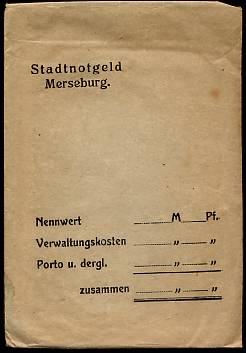 Stadtnotgeld
Merseburg.
Nennwert ........ M ........ Pf.
Verwaltungskosten ........ „ ........ „
Porto u. dergl. ........ „ ........ „
zusammen ........ „ ........ „